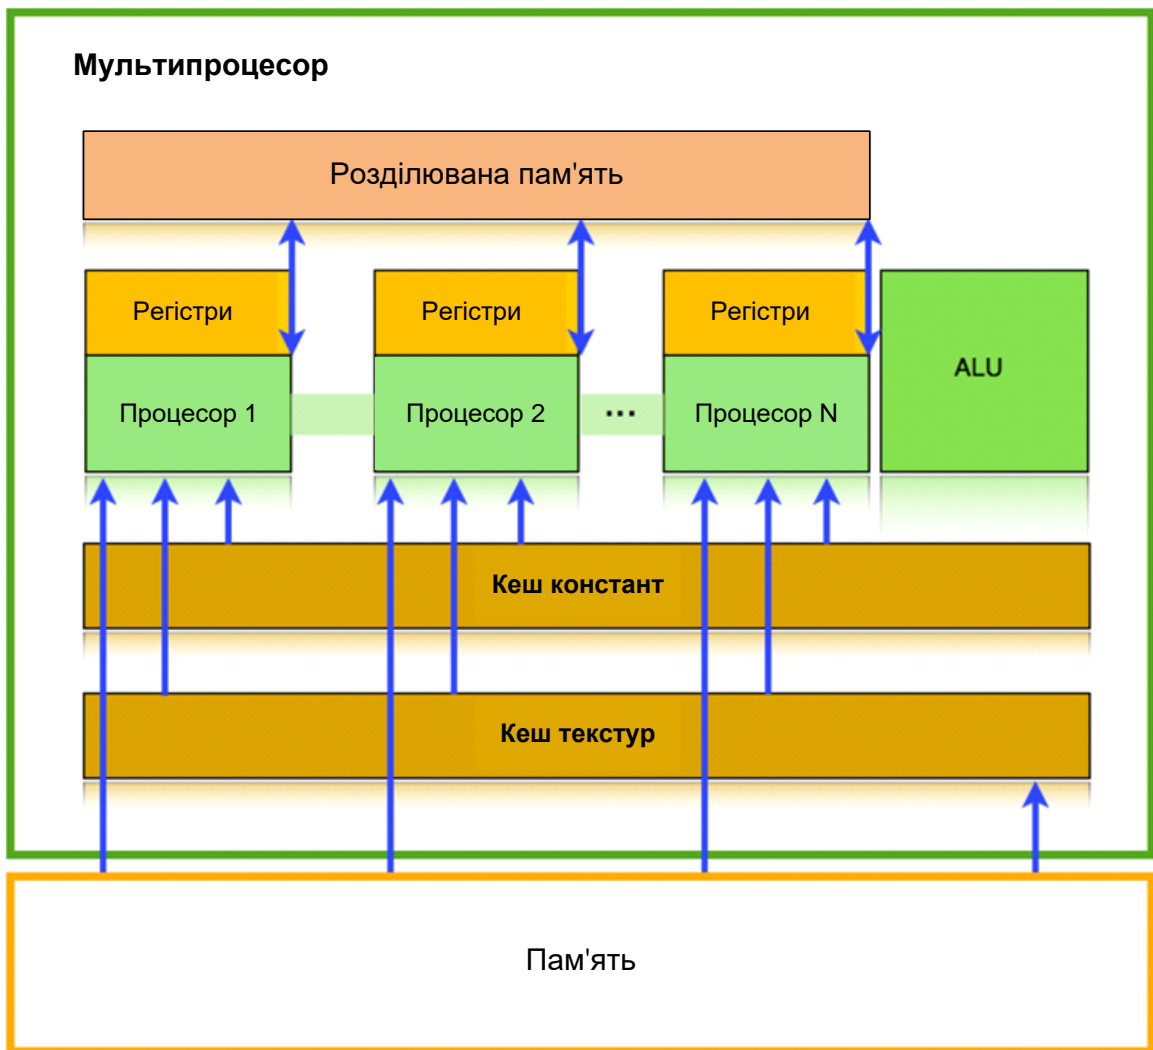 Мультипроцесор
Розділювана пам'ять
Регістри
Регістри
Регістри
ALU
Процесор 1
Процесор 2
...
Процесор N
Кеш констант
Кеш текстур
Пам'ять